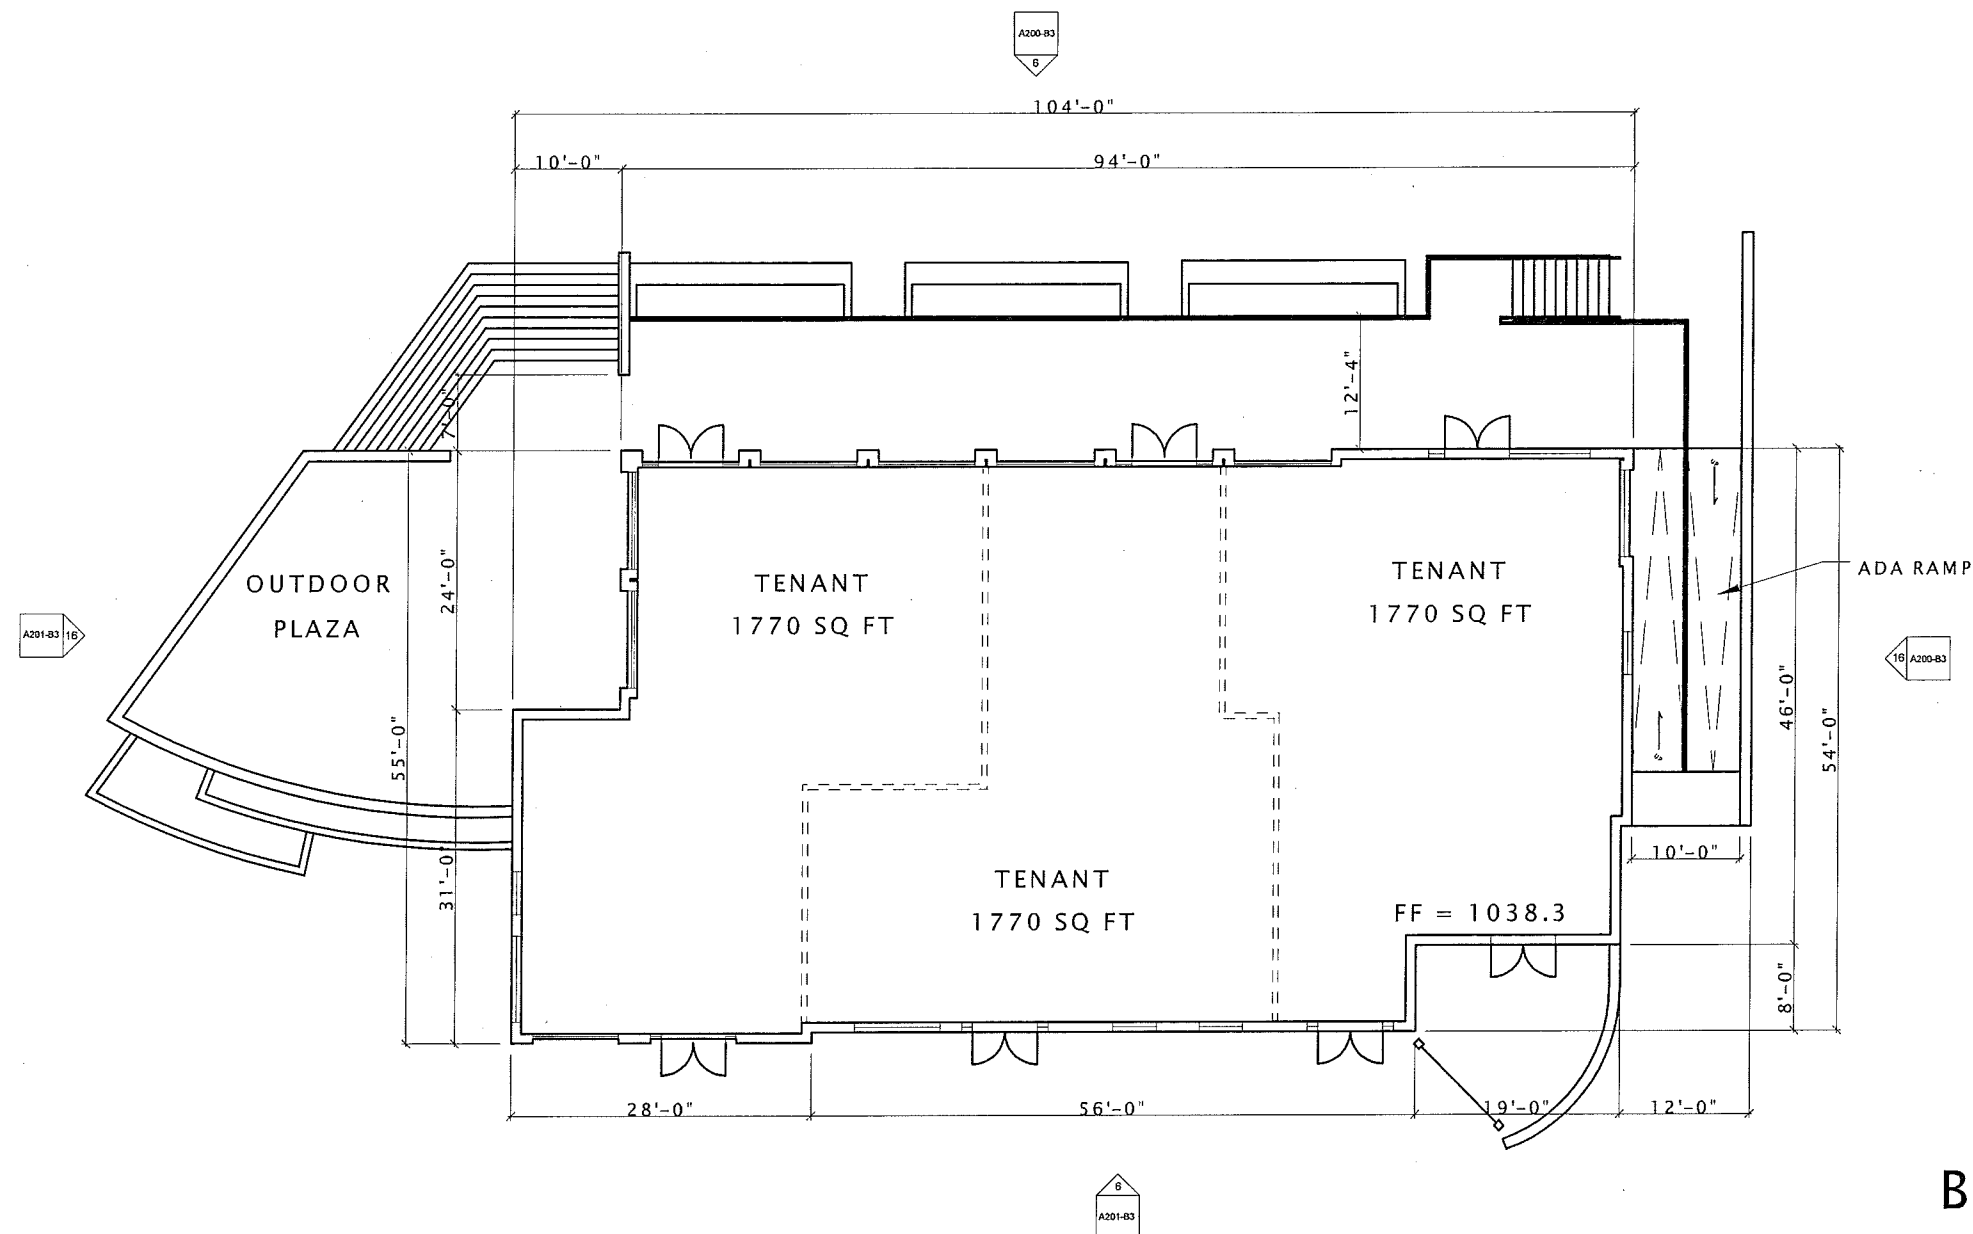 A200-B3
6
104'-0"
10'-0"
94'-0"
12'-4"
7'-0"
OUTDOOR
PLAZA
24'-0"
TENANT
1770 SQ FT
TENANT
1770 SQ FT
ADA RAMP
A201-B3
16
16
A200-B3
46'-0"
54'-0"
55'-0"
31'-0"
10'-0"
TENANT
1770 SQ FT
FF = 1038.3
8'-0"
28'-0"
56'-0"
19'-0"
12'-0"
6
A201-B3
B